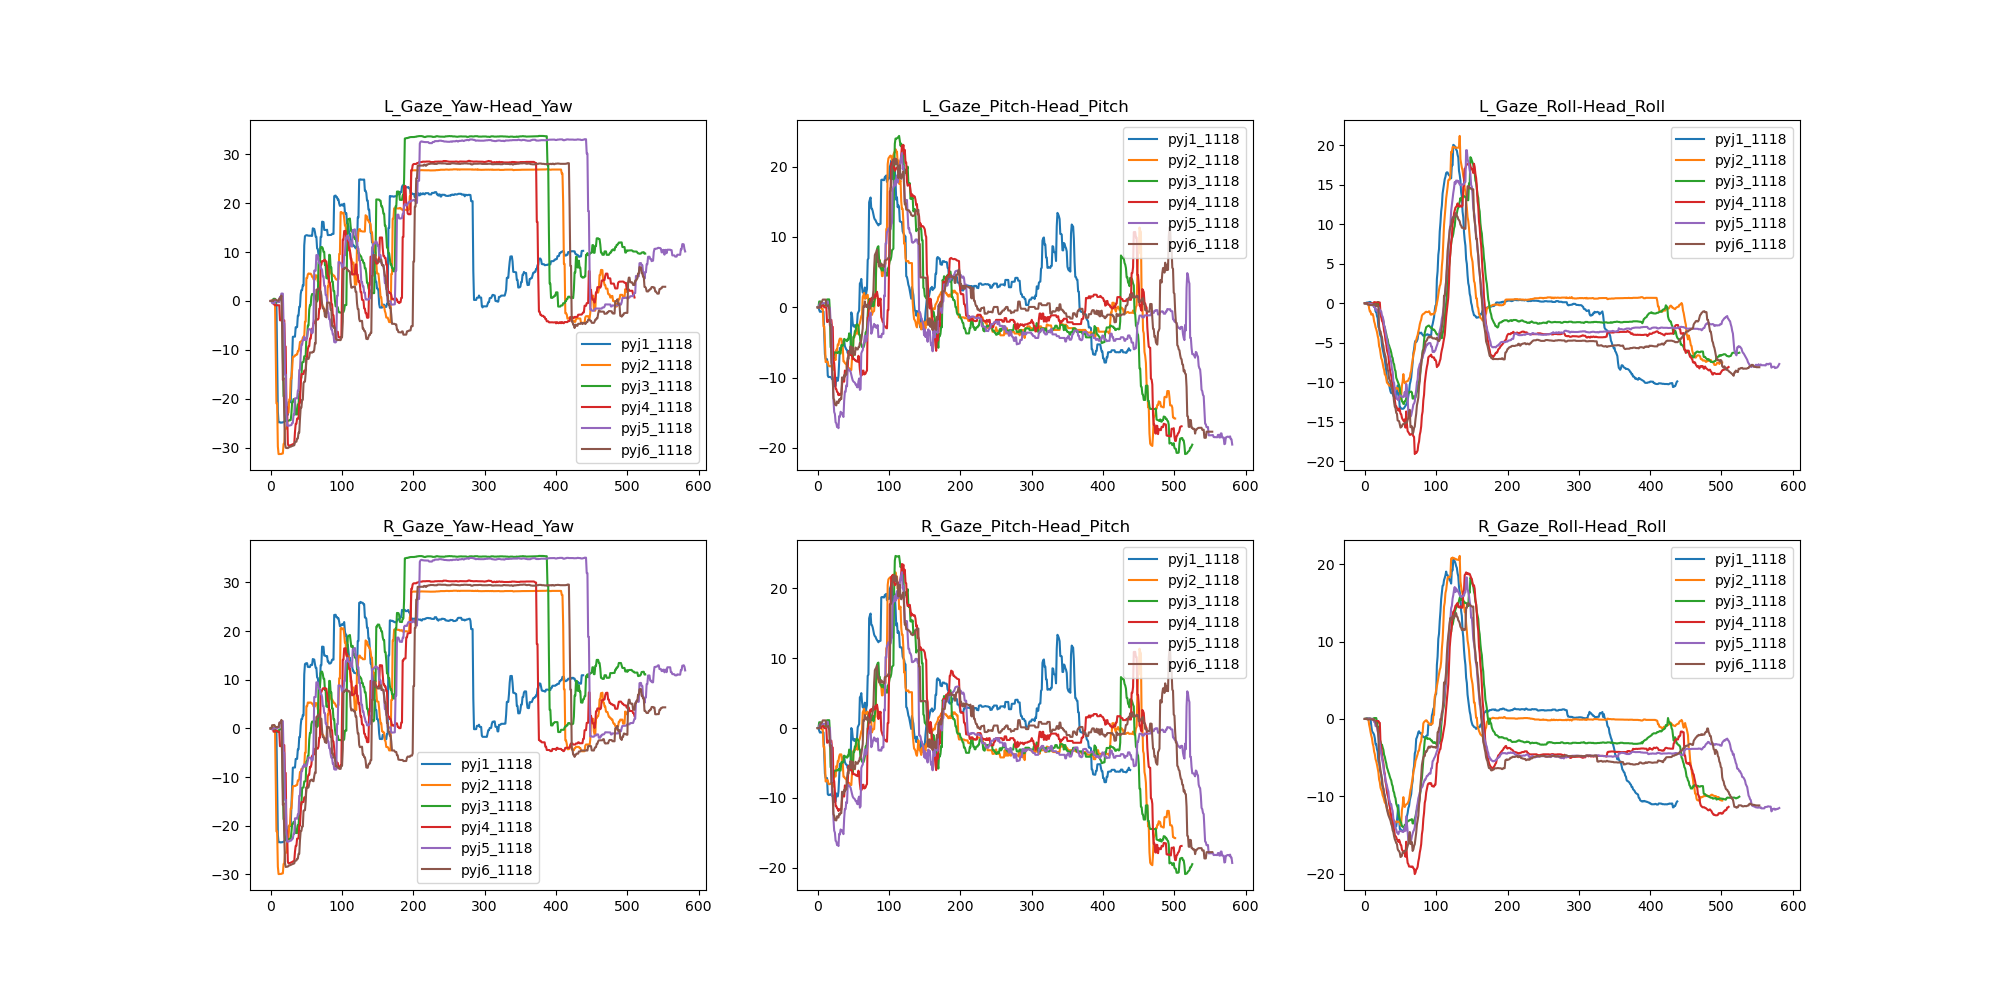 L_Gaze_Yaw-Head_Yaw
30
20
10
0
−10
−20
−30
0 100 200 300 400 500 600
pyj1_1118
pyj2_1118
pyj3_1118
pyj4_1118
pyj5_1118
pyj6_1118
L_Gaze_Pitch-Head_Pitch
20
10
0
−10
−20
0 100 200 300 400 500 600
pyj1_1118
pyj2_1118
pyj3_1118
pyj4_1118
pyj5_1118
pyj6_1118
L_Gaze_Roll-Head_Roll
20
15
10
5
0
−5
−10
−15
−20
0 100 200 300 400 500 600
pyj1_1118
pyj2_1118
pyj3_1118
pyj4_1118
pyj5_1118
pyj6_1118
R_Gaze_Yaw-Head_Yaw
30
20
10
0
−10
−20
−30
0 100 200 300 400 500 600
pyj1_1118
pyj2_1118
pyj3_1118
pyj4_1118
pyj5_1118
pyj6_1118
R_Gaze_Pitch-Head_Pitch
20
10
0
−10
−20
0 100 200 300 400 500 600
pyj1_1118
pyj2_1118
pyj3_1118
pyj4_1118
pyj5_1118
pyj6_1118
R_Gaze_Roll-Head_Roll
20
10
0
−10
−20
0 100 200 300 400 500 600
pyj1_1118
pyj2_1118
pyj3_1118
pyj4_1118
pyj5_1118
pyj6_1118